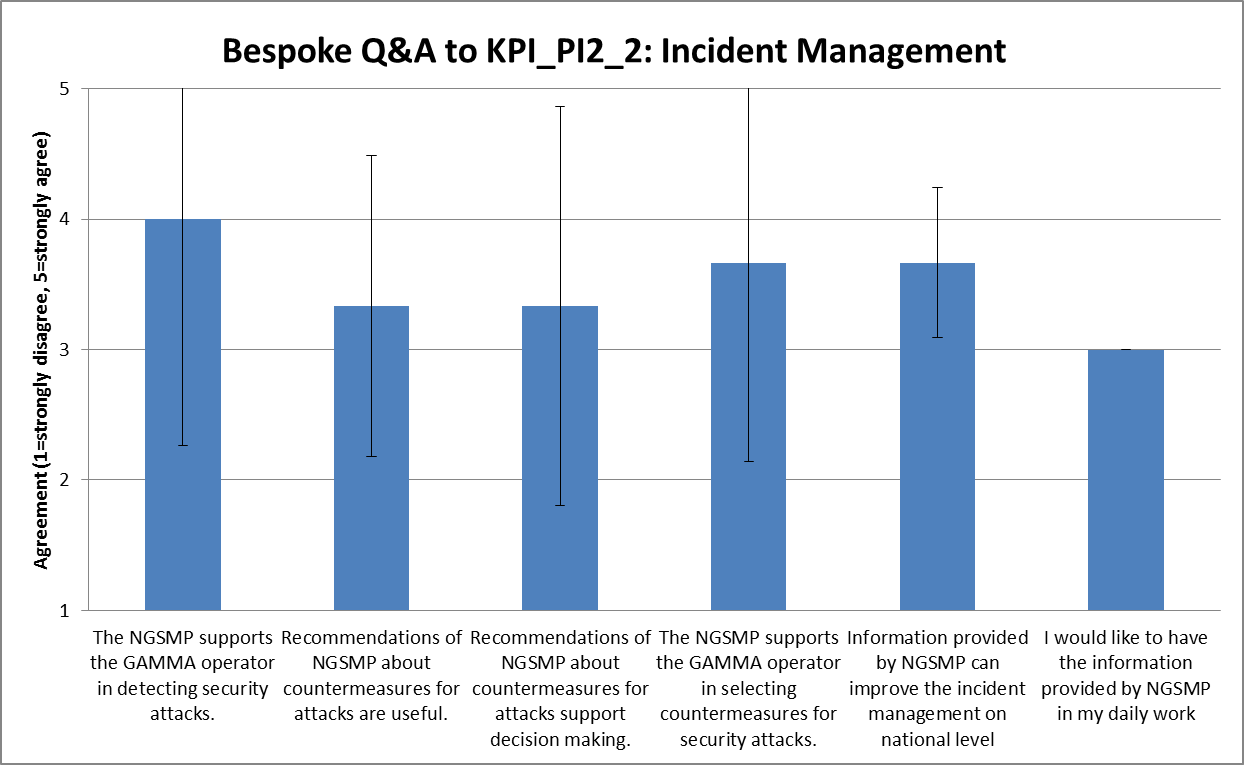 Bespoke Q&A to KPI_PI2_2: Incident Management
Agreement (1=strongly disagree, 5=strongly agree)
5
4
3
2
1
The NGSMP supports
the GAMMA operator
in detecting security
attacks.
Recommendations of
NGSMP about
countermeasures for
attacks are useful.
Recommendations of
NGSMP about
countermeasures for
attacks support
decision making.
The NGSMP supports
the GAMMA operator
in selecting
countermeasures for
security attacks.
Information provided
by NGSMP can
improve the incident
management on
national level
I would like to have
the information
provided by NGSMP
in my daily work